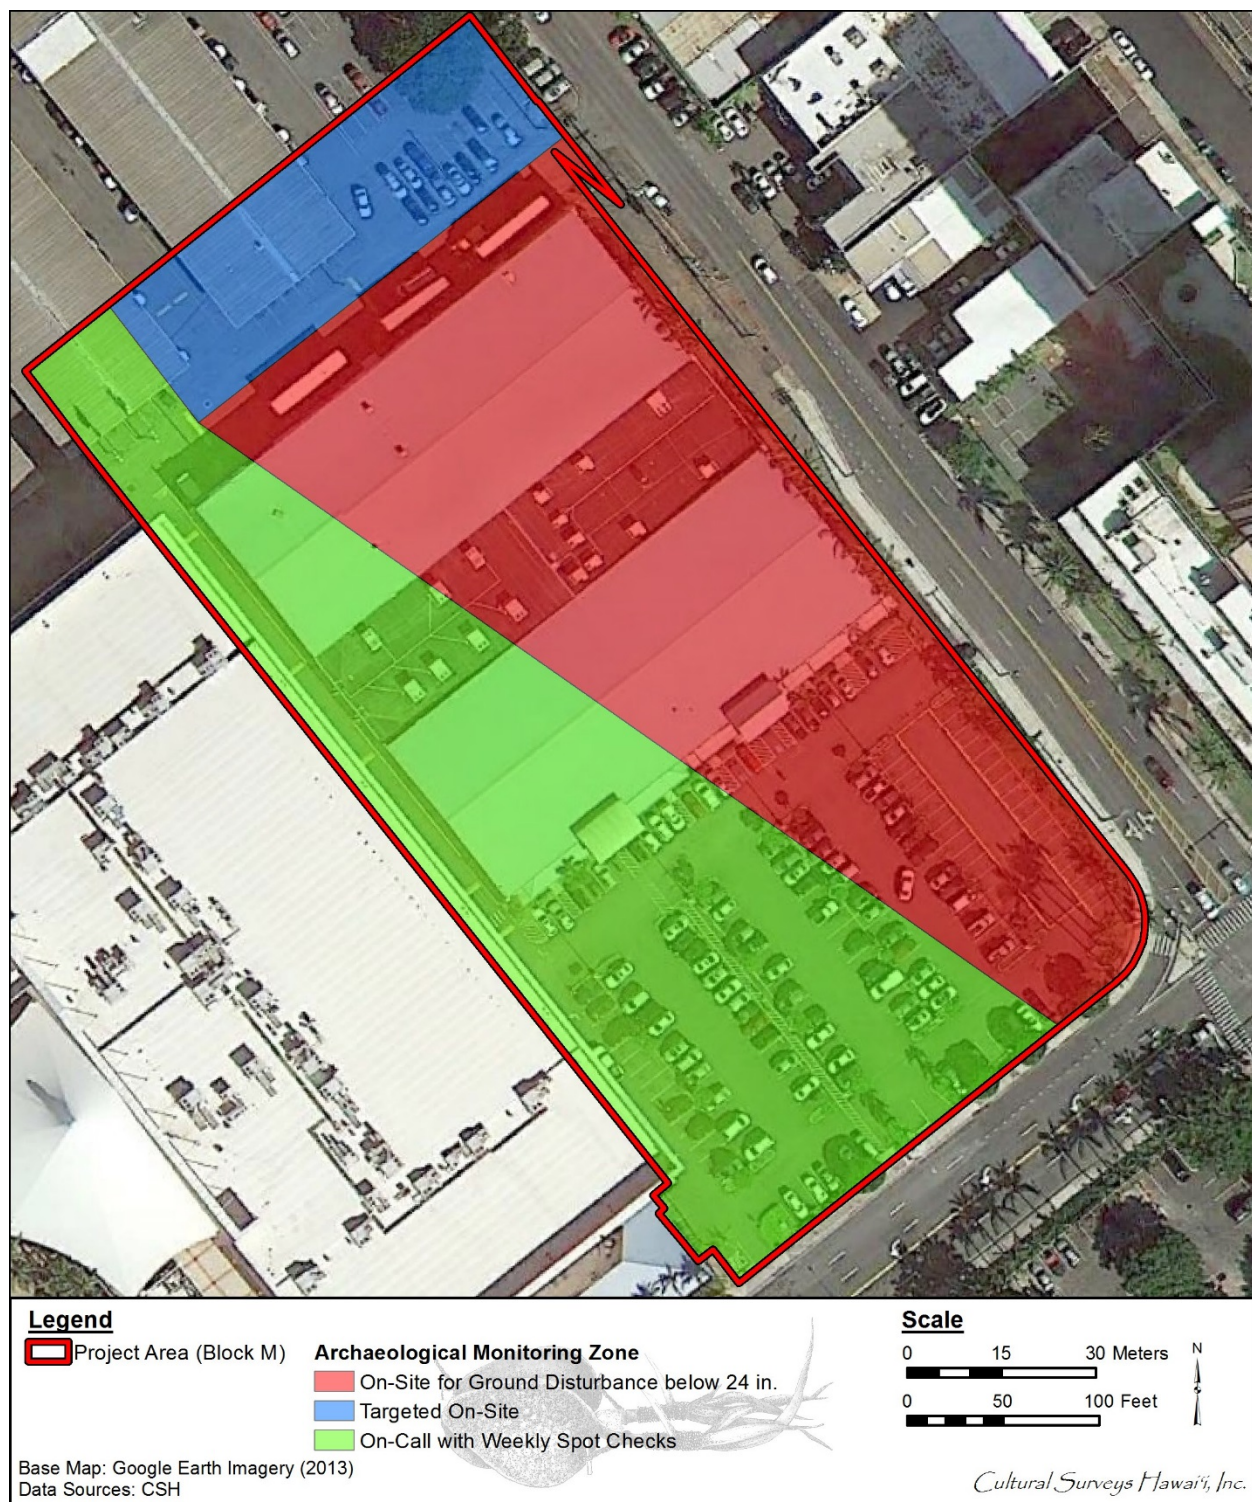 Legend
Project Area (Block M)
Archaeological Monitoring Zone
On-Site for Ground Disturbance below 24 in.
Targeted On-Site
On-Call with Weekly Spot Checks
Base Map: Google Earth Imagery (2013)
Data Sources: CSH
Scale
0 15 30 Meters
0 50 100 Feet
N
Cultural Surveys Hawai‘i, Inc.